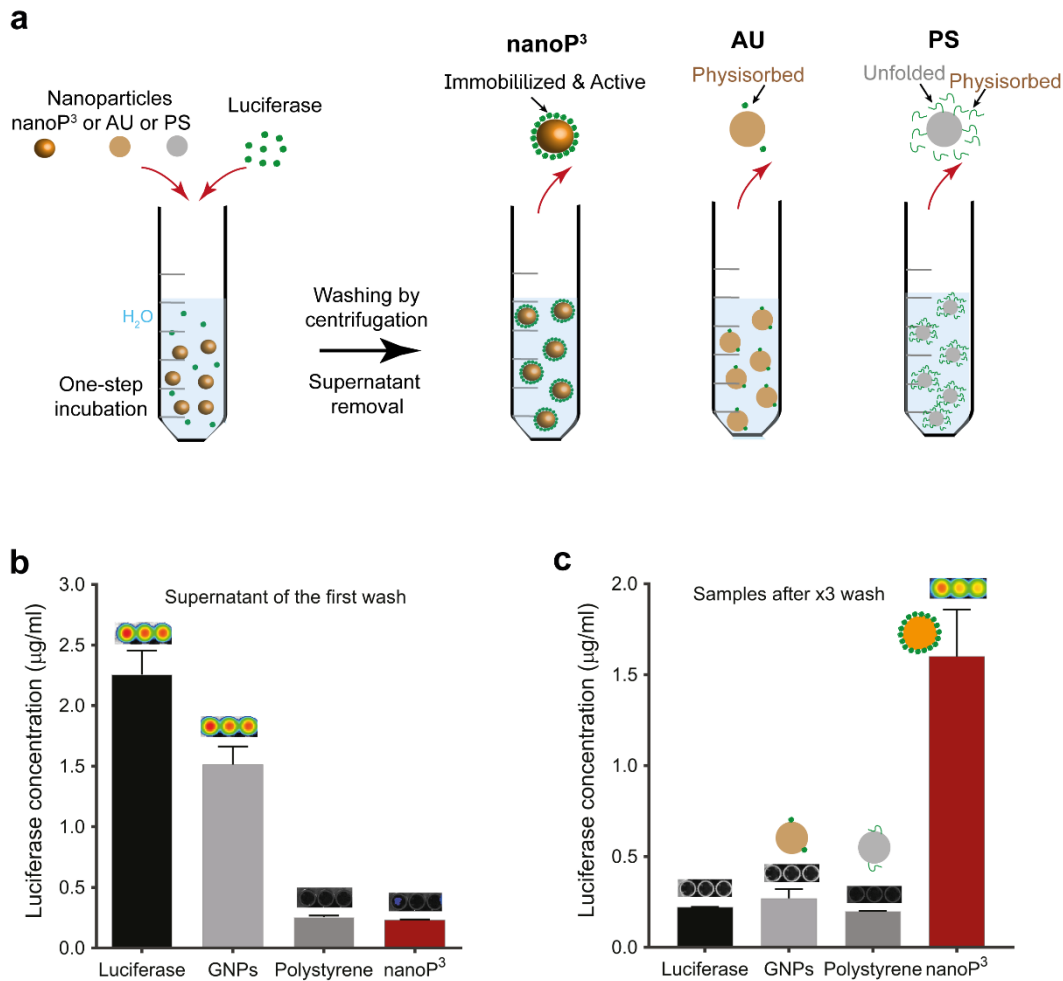 a
nanoP³
AU
PS
Immobililized & Active
Physisorbed
Unfolded
Physisorbed
Nanoparticles
nanoP³ or AU or PS
Luciferase
H₂O
One-step
incubation
Washing by
centrifugation
Supernatant
removal
b
Supernatant of the first wash
Luciferase concentration (µg/ml)
3.0
2.5
2.0
1.5
1.0
0.5
0.0
Luciferase
GNPs
Polystyrene
nanoP³
c
Samples after x3 wash
Luciferase concentration (µg/ml)
2.0
1.5
1.0
0.5
0.0
Luciferase
GNPs
Polystyrene
nanoP³